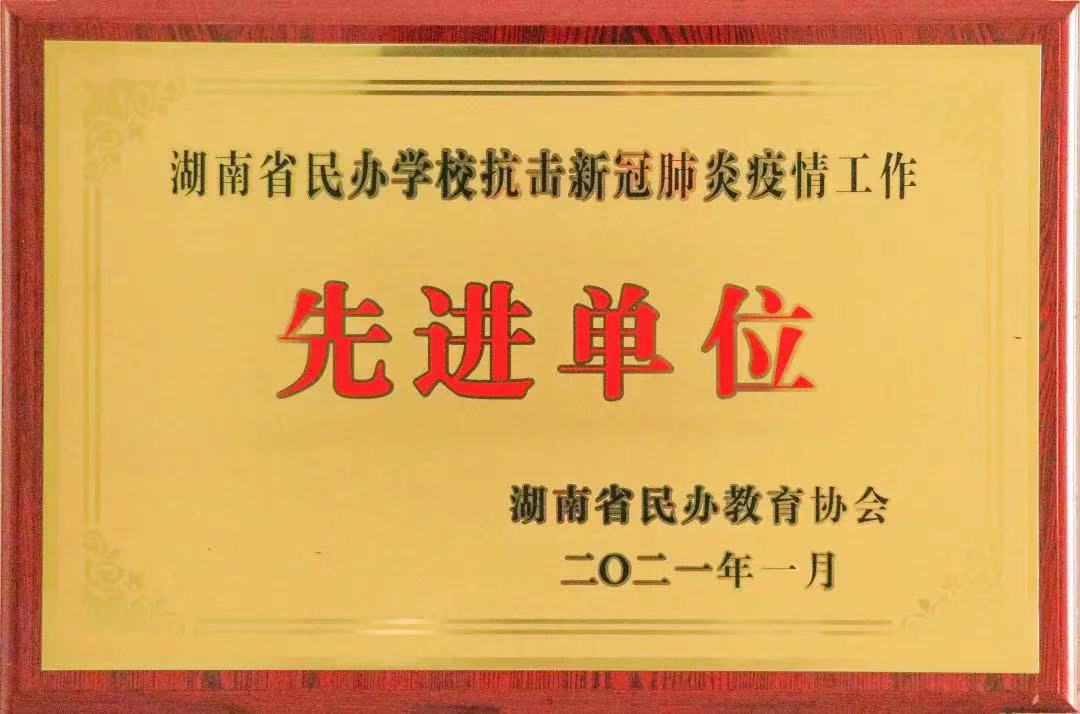 湖南省民办学校抗击新冠肺炎疫情工作
先进单位
湖南省民办教育协会
二〇二一年一月